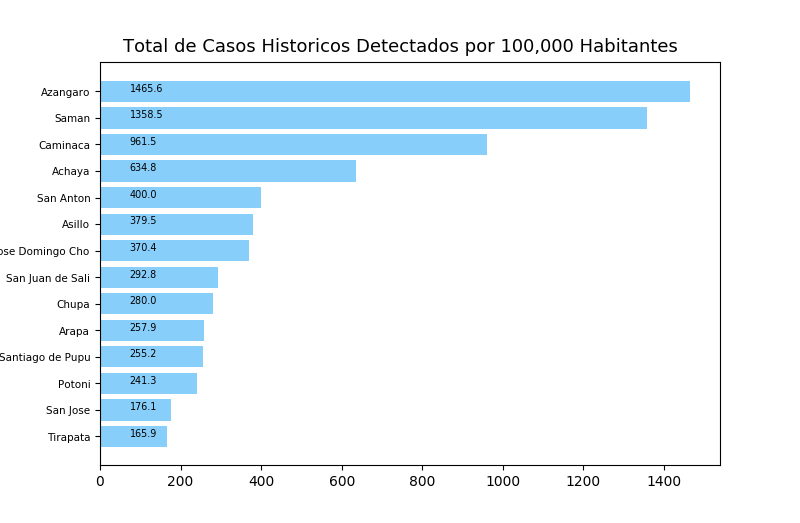 Total de Casos Historicos Detectados por 100,000 Habitantes
Azangaro 1465.6
Saman 1358.5
Caminaca 961.5
Achaya 634.8
San Anton 400.0
Asillo 379.5
ose Domingo Cho 370.4
San Juan de Sali 292.8
Chupa 280.0
Arapa 257.9
Santiago de Pupu 255.2
Potoni 241.3
San Jose 176.1
Tirapata 165.9
0 200 400 600 800 1000 1200 1400